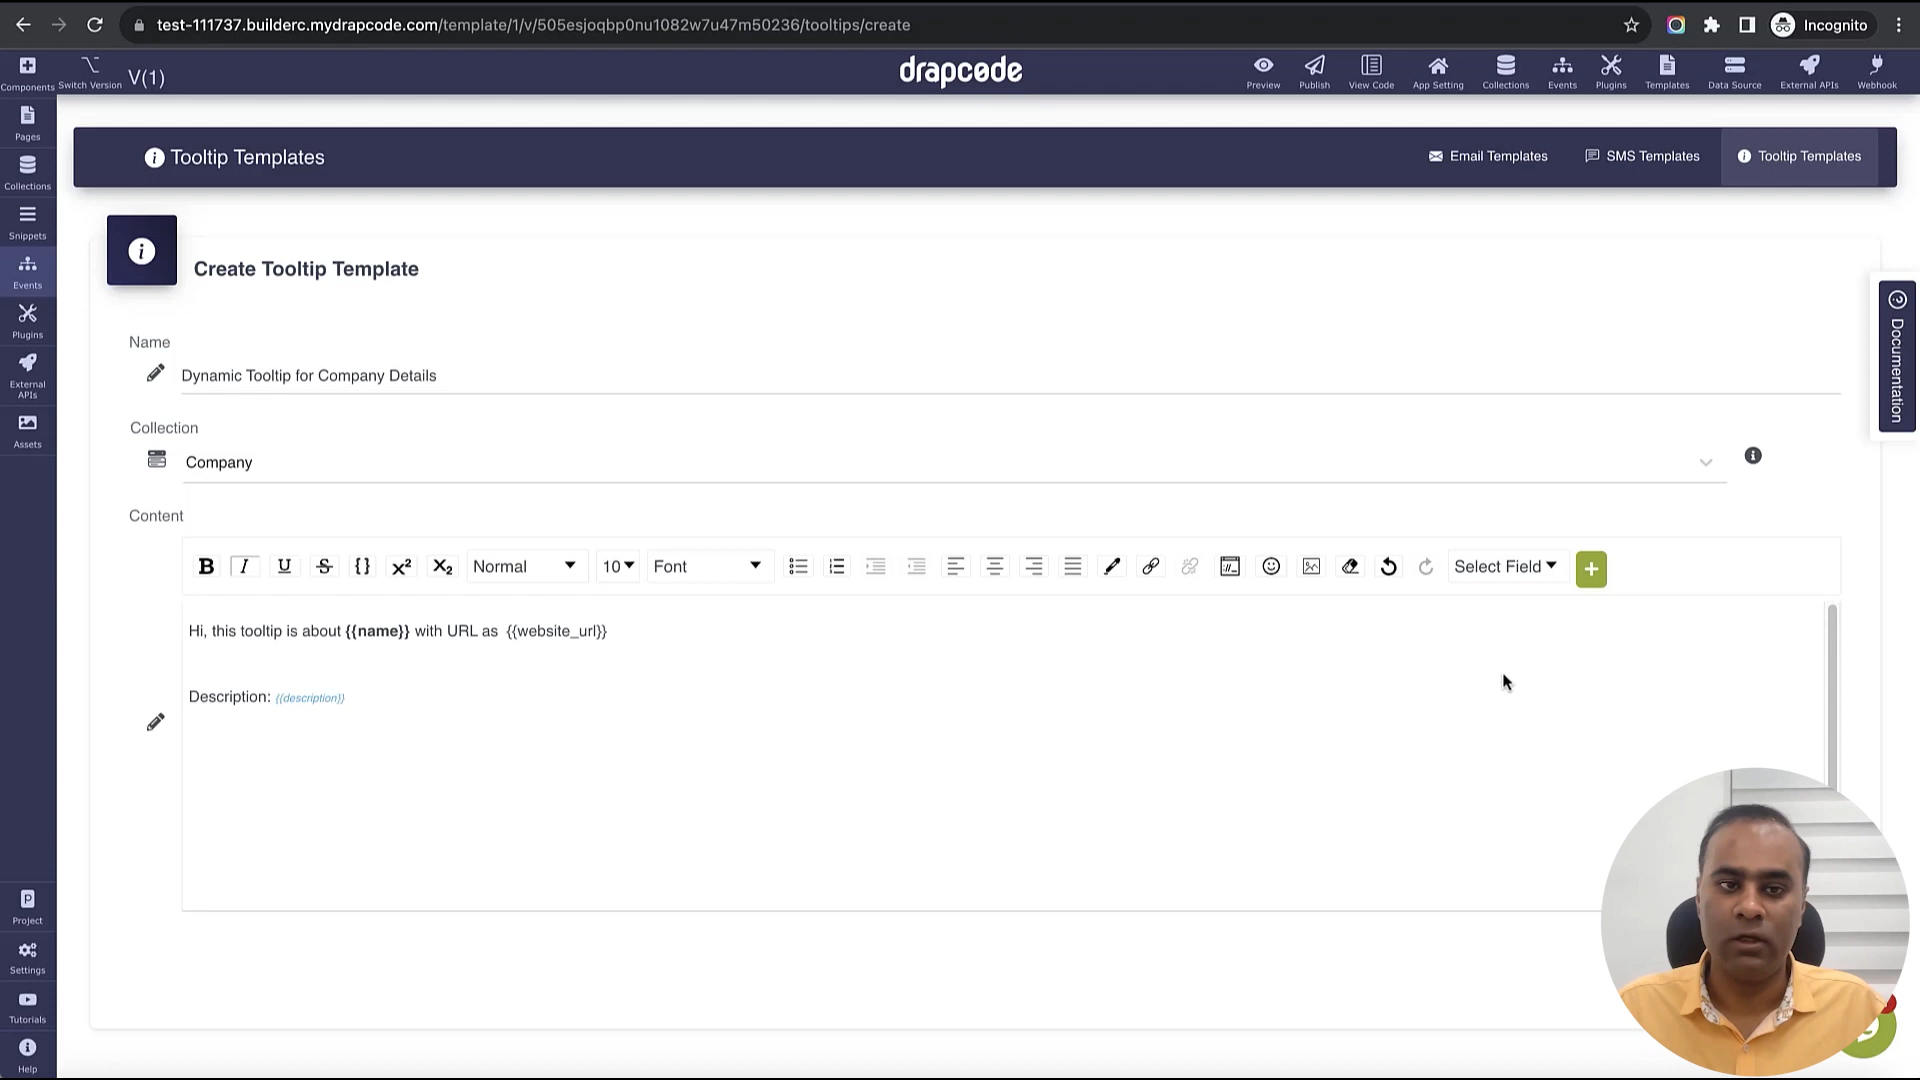 test-111737.builderc.mydrapcode.com/template/1/v/505esjoqbp0nu1082w7u47m50236/tooltips/create
Incognito
Components
Switch Version
V(1)
drapcode
Preview
Publish
View Code
App Setting
Collections
Events
Plugins
Templates
Data Source
External APIs
Webhook
Pages
Collections
Snippets
Events
Plugins
External
APIs
Assets
Project
Settings
Tutorials
Help
Tooltip Templates
Email Templates
SMS Templates
Tooltip Templates
Create Tooltip Template
Documentation
Name
Dynamic Tooltip for Company Details
Collection
Company
Content
B I U S {} X² X₂ Normal 10 Font Select Field +
Hi, this tooltip is about {{name}} with URL as {{website_url}}
Description: {{description}}